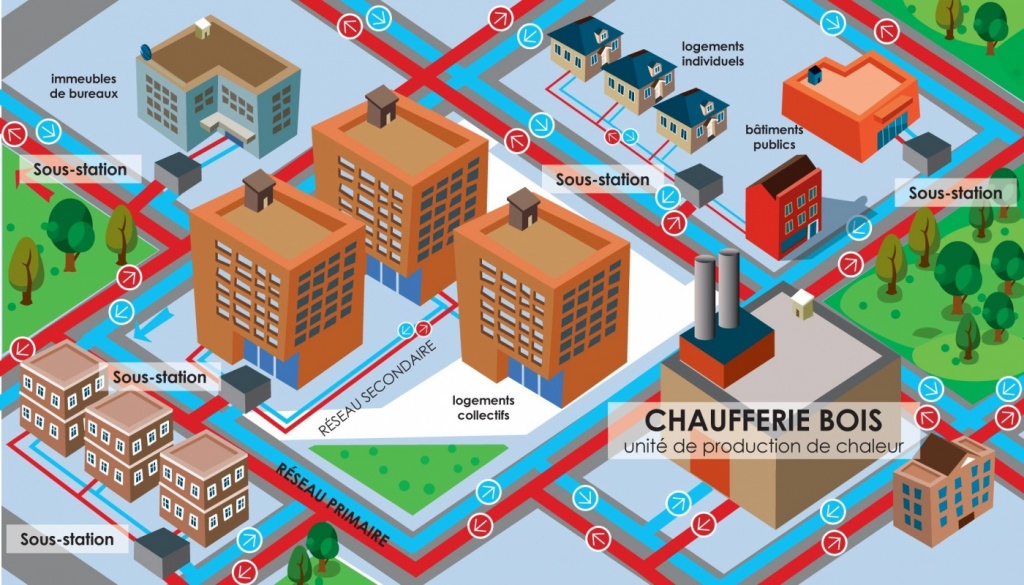 immeubles
de bureaux
logements
individuels
bâtiments
publics
Sous-station
Sous-station
Sous-station
RÉSEAU SECONDAIRE
Sous-station
logements
collectifs
CHAUFFERIE BOIS
unité de production de chaleur
RÉSEAU PRIMAIRE
Sous-station